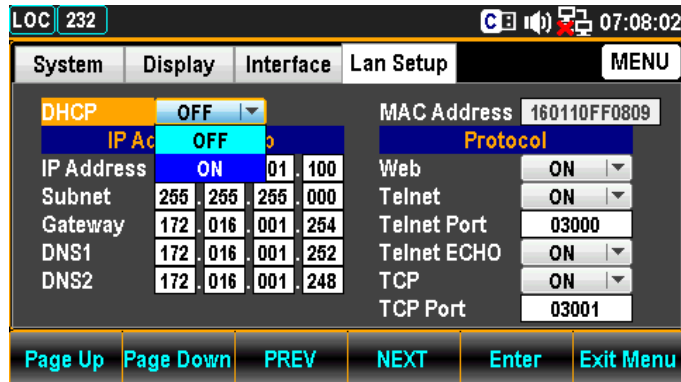 LOC 232 C 07:08:02
System Display Interface Lan Setup MENU
DHCP OFF MAC Address 160110FF0809
OFF Protocol
IP Address ON 100 Web ON
Subnet 255 . 255 . 255 . 000 Telnet ON
Gateway 172 . 016 . 001 . 254 Telnet Port 03000
DNS1 172 . 016 . 001 . 252 Telnet ECHO ON
DNS2 172 . 016 . 001 . 248 TCP ON
TCP Port 03001
Page Up Page Down PREV NEXT Enter Exit Menu